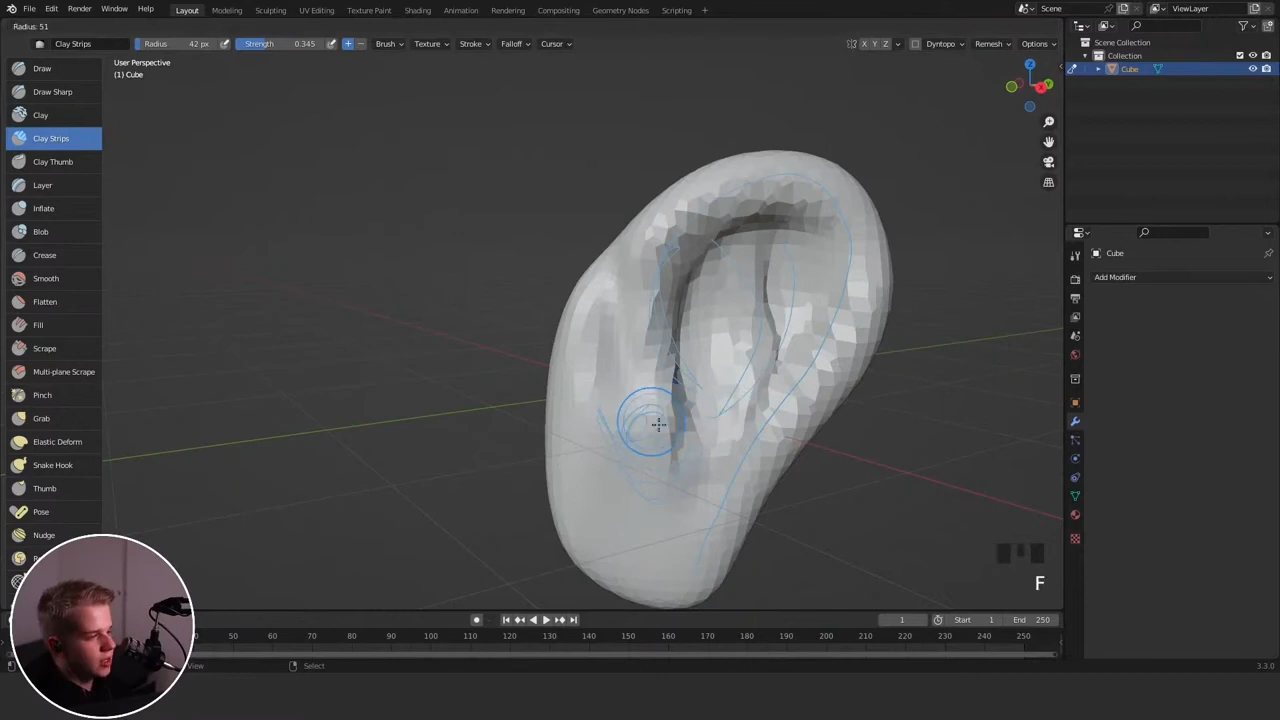 File Edit Render Window Help Layout Modeling Sculpting UV Editing Texture Paint Shading Animation Rendering Compositing Geometry Nodes Scripting + Scene ViewLayer
Radius: 51
Clay Strips Radius 42 px Strength 0.345 Brush Texture Stroke Falloff Cursor X Y Z Dyntopo Remesh Options
Scene Collection
Collection
Cube
User Perspective
(1) Cube
Z
X
Y
Draw
Draw Sharp
Clay
Clay Strips
Clay Thumb
Layer
Inflate
Blob
Crease
Smooth
Flatten
Fill
Scrape
Multi-plane Scrape
Pinch
Grab
Elastic Deform
Snake Hook
Thumb
Pose
Nudge
Cube
Add Modifier
F
1 Start 1 End 250
50 60 70 80 90 100 110 120 130 140 150 160 170 180 190 200 210 220 230 240 250
View Select 3.3.0